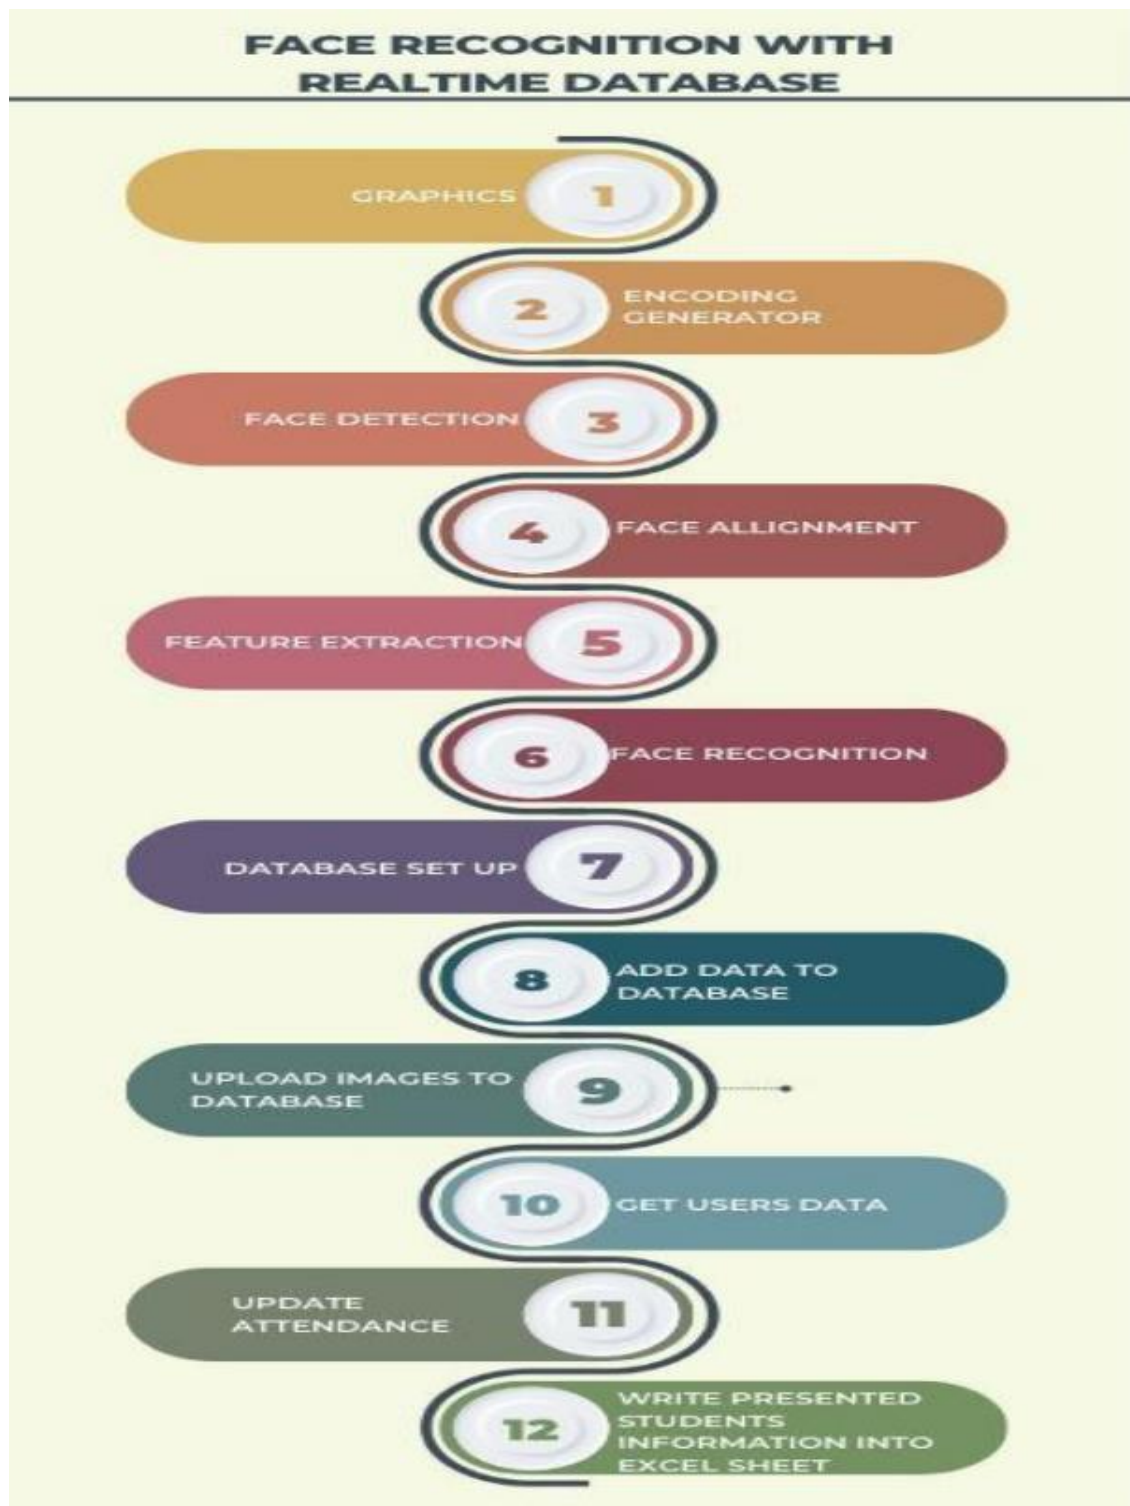 FACE RECOGNITION WITH
REALTIME DATABASE
GRAPHICS
1
2
ENCODING
GENERATOR
FACE DETECTION
3
4
FACE ALLIGNMENT
FEATURE EXTRACTION
5
6
FACE RECOGNITION
DATABASE SET UP
7
8
ADD DATA TO
DATABASE
UPLOAD IMAGES TO
DATABASE
9
10
GET USERS DATA
UPDATE
ATTENDANCE
11
12
WRITE PRESENTED
STUDENTS
INFORMATION INTO
EXCEL SHEET